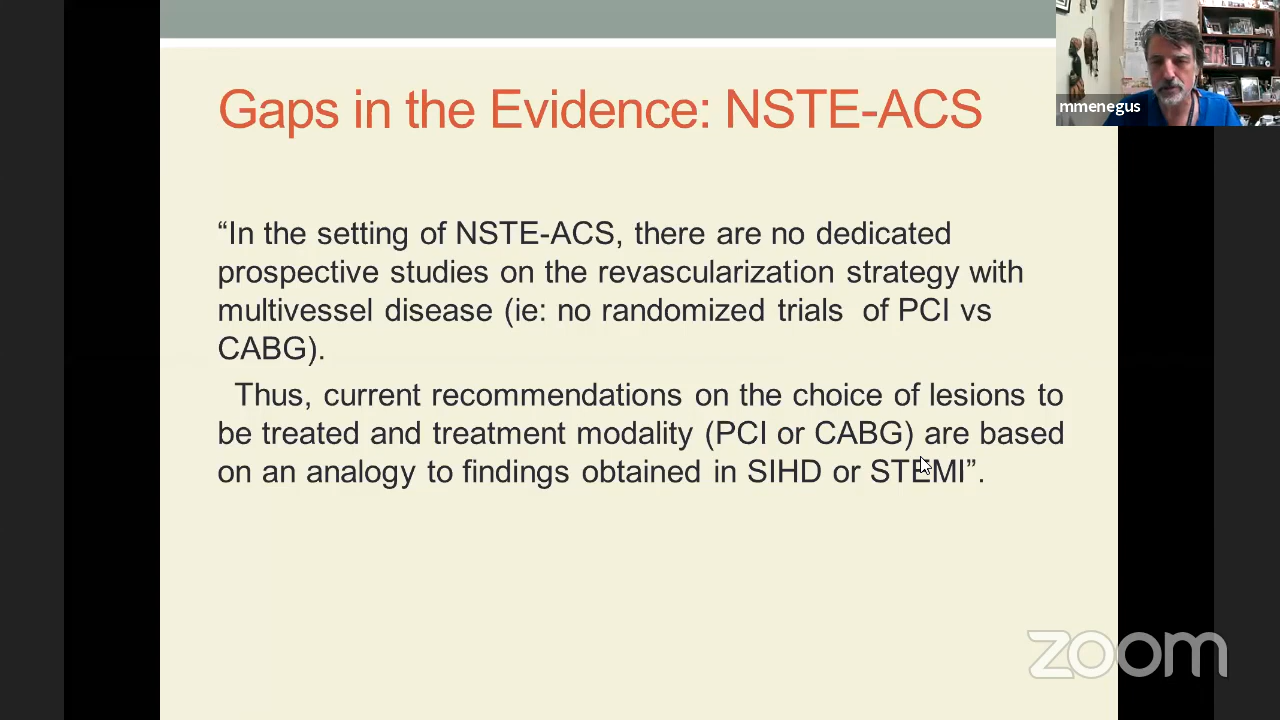 Gaps in the Evidence: NSTE-ACS
mmenegus
“In the setting of NSTE-ACS, there are no dedicated
prospective studies on the revascularization strategy with
multivessel disease (ie: no randomized trials  of PCI vs
CABG).
Thus, current recommendations on the choice of lesions to
be treated and treatment modality (PCI or CABG) are based
on an analogy to findings obtained in SIHD or STEMI”.
zoom